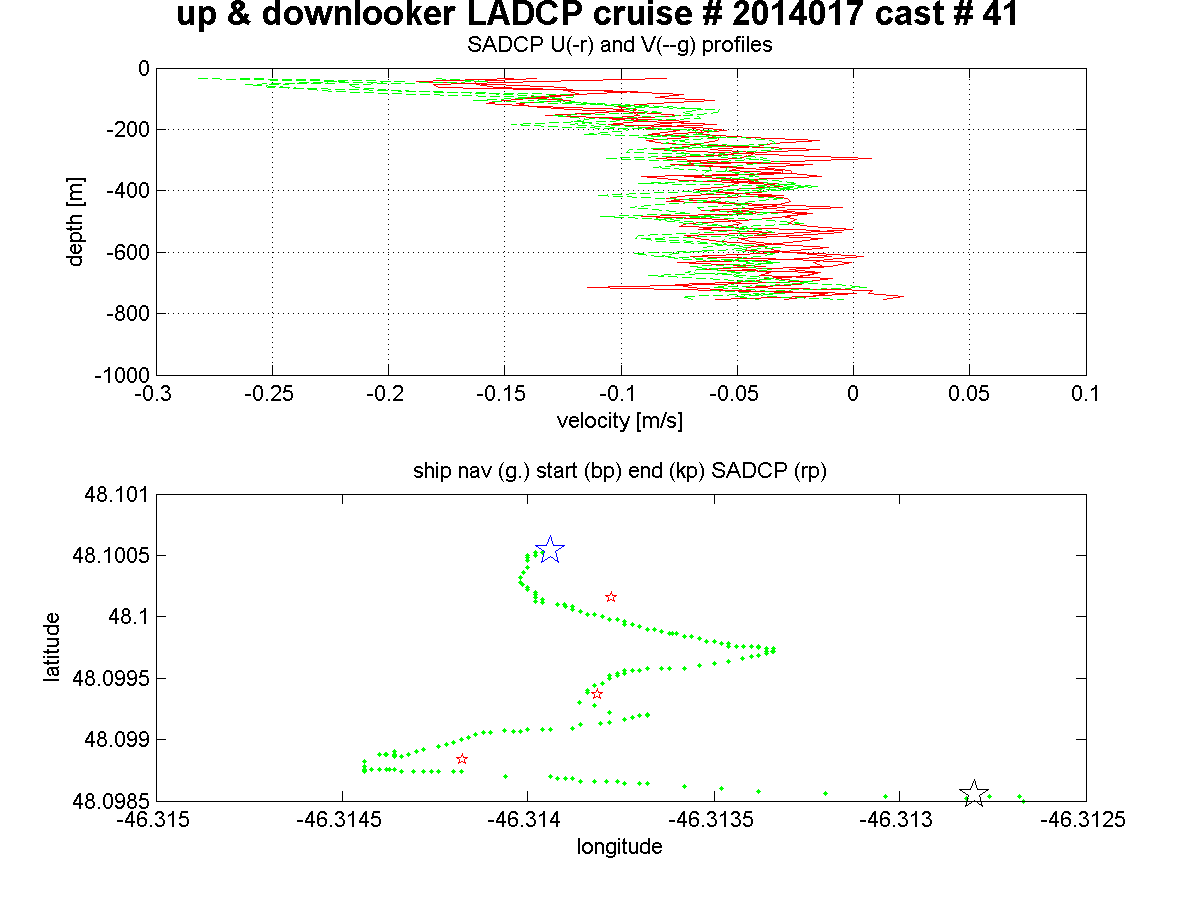 up & downlooker LADCP cruise # 2014017 cast # 41
SADCP U(-r) and V(--g) profiles
0
-200
-400
-600
-800
-1000
depth [m]
-0.3 -0.25 -0.2 -0.15 -0.1 -0.05 0 0.05 0.1
velocity [m/s]
ship nav (g.) start (bp) end (kp) SADCP (rp)
48.101
48.1005
48.1
48.0995
48.099
48.0985
latitude
-46.315 -46.3145 -46.314 -46.3135 -46.313 -46.3125
longitude